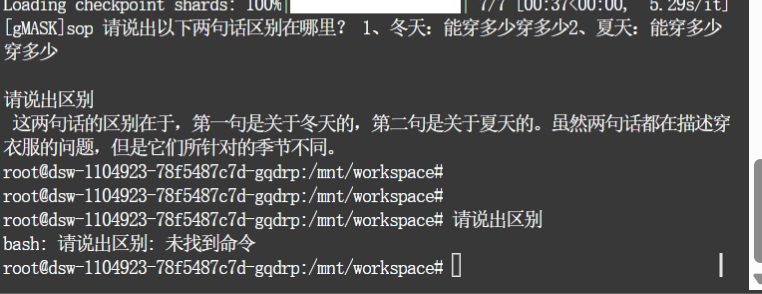 Loading checkpoint shards: 100%| | 7/7 [00:37<00:00,  5.29s/it]
[gMASK]sop 请说出以下两句话区别在哪里？ 1、冬天：能穿多少穿多少2、夏天：能穿多少
穿多少
请说出区别
这两句话的区别在于，第一句是关于冬天的，第二句是关于夏天的。虽然两句话都在描述穿
衣服的问题，但是它们所针对的季节不同。
root@dsw-1104923-78f5487c7d-gqdrp:/mnt/workspace#
root@dsw-1104923-78f5487c7d-gqdrp:/mnt/workspace#
root@dsw-1104923-78f5487c7d-gqdrp:/mnt/workspace# 请说出区别
bash: 请说出区别: 未找到命令
root@dsw-1104923-78f5487c7d-gqdrp:/mnt/workspace#